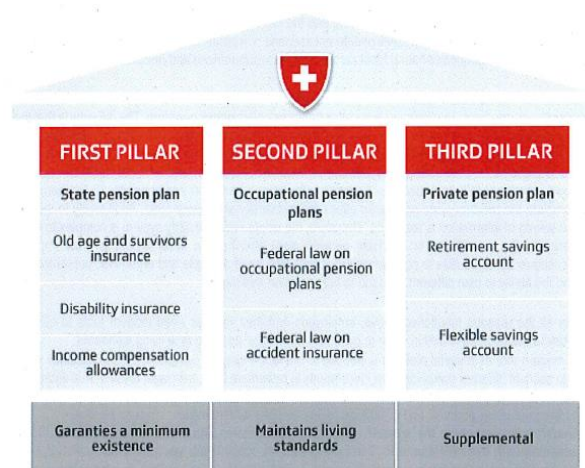 FIRST PILLAR
State pension plan
Old age and survivors
insurance
Disability insurance
Income compensation
allowances
Garanties a minimum
existence
SECOND PILLAR
Occupational pension
plans
Federal law on
occupational pension
plans
Federal law on
accident insurance
Maintains living
standards
THIRD PILLAR
Private pension plan
Retirement savings
account
Flexible savings
account
Supplemental